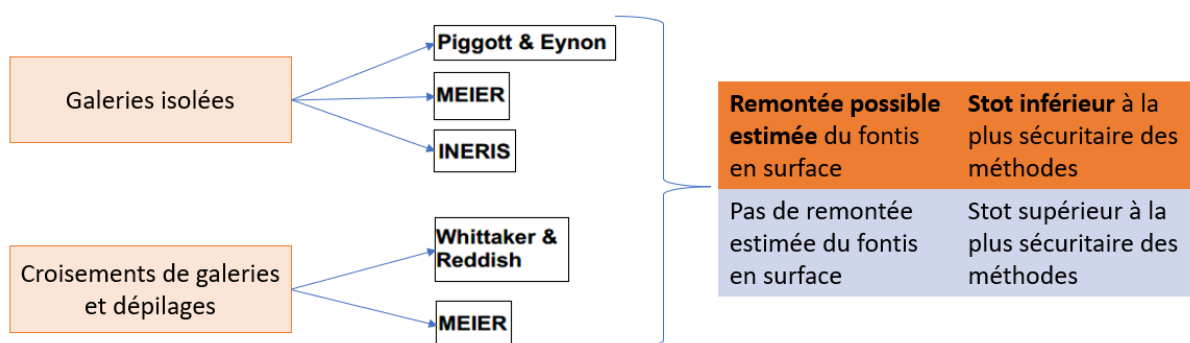 Galeries isolées
Piggott & Eynon
MEIER
INERIS
Croisements de galeries
et dépilages
Whittaker &
Reddish
MEIER
Remontée possible
estimée du fontis
en surface
Stot inférieur à la
plus sécuritaire des
méthodes
Pas de remontée
estimée du fontis
en surface
Stot supérieur à la
plus sécuritaire des
méthodes